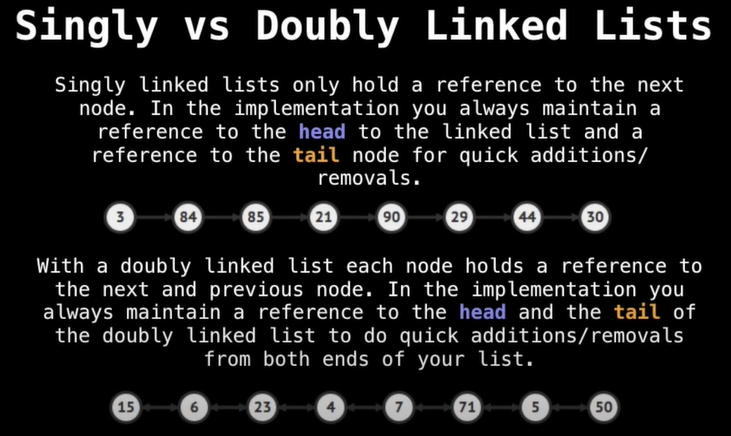 Singly vs Doubly Linked Lists
Singly linked lists only hold a reference to the next
node. In the implementation you always maintain a
reference to the head to the linked list and a
reference to the tail node for quick additions/
removals.
3 84 85 21 90 29 44 30
With a doubly linked list each node holds a reference to
the next and previous node. In the implementation you
always maintain a reference to the head and the tail of
the doubly linked list to do quick additions/removals
from both ends of your list.
15 6 23 4 7 71 5 50